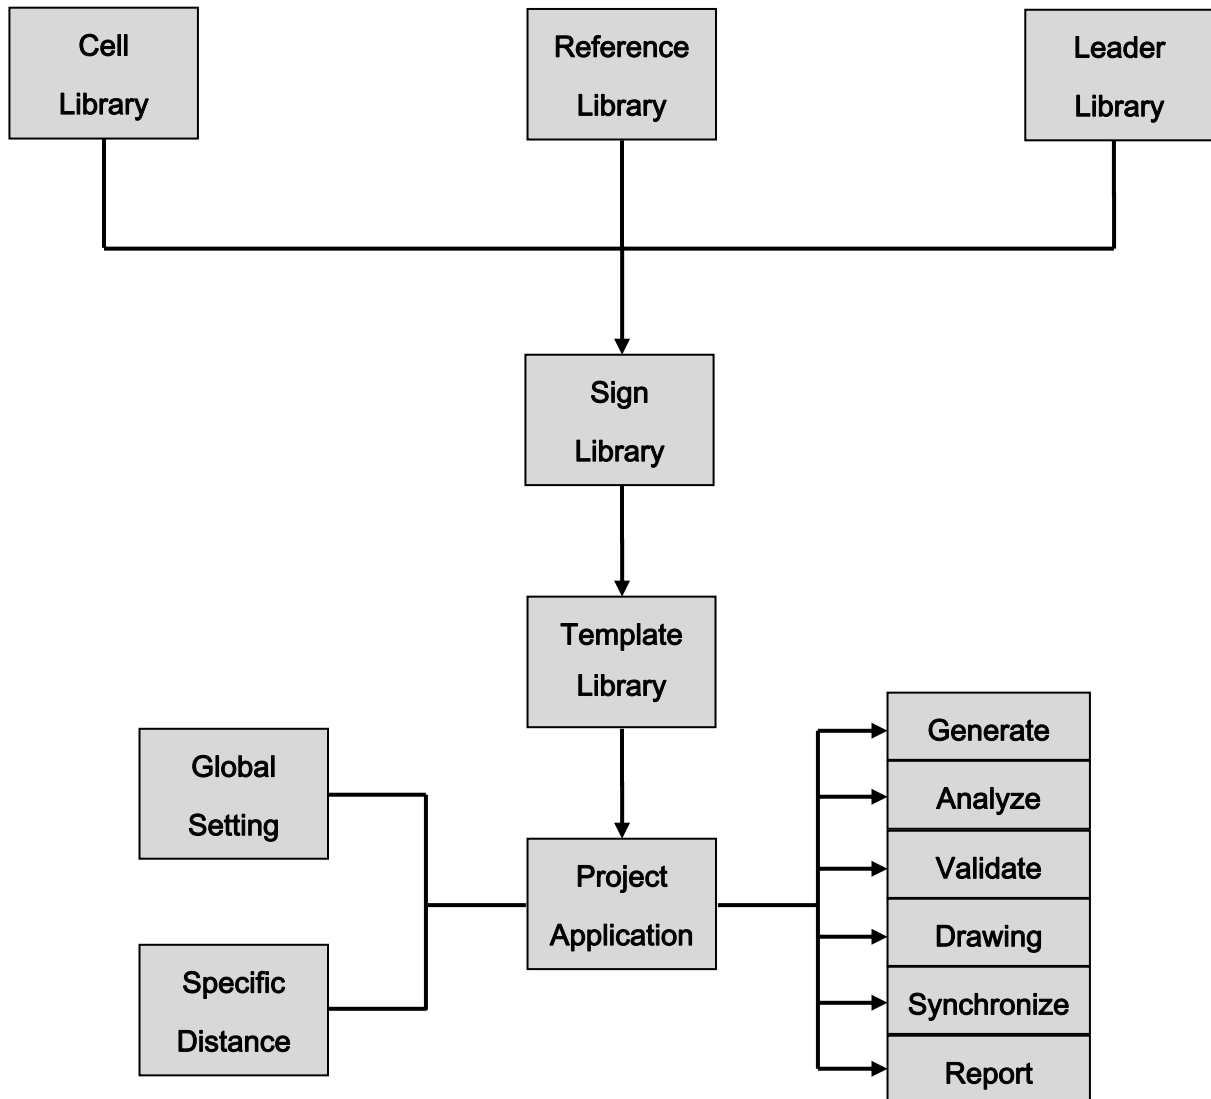 Cell
Library
Reference
Library
Leader
Library
Sign
Library
Template
Library
Global
Setting
Specific
Distance
Project
Application
Generate
Analyze
Validate
Drawing
Synchronize
Report